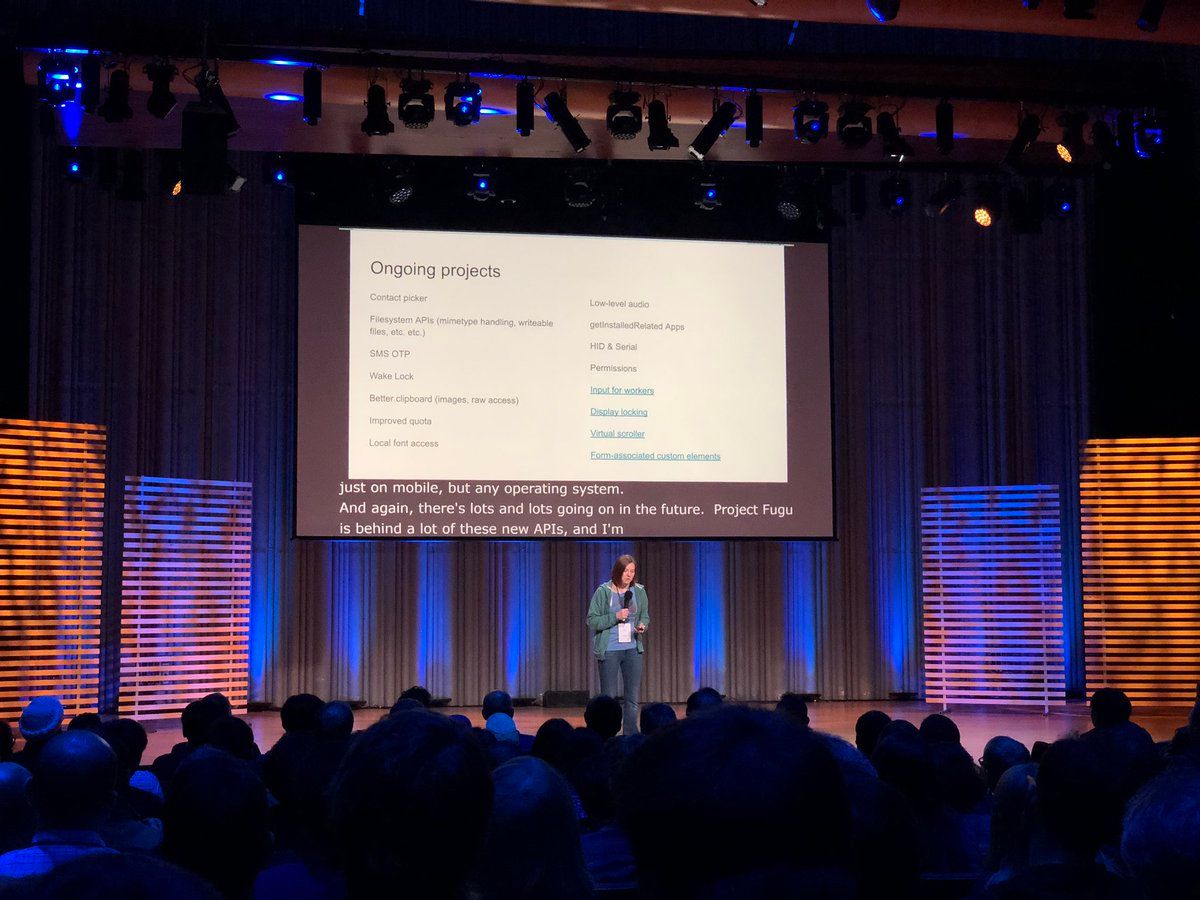 Ongoing projects
Contact picker
Filesystem APIs (mimetype handling, writeable
files, etc. etc.)
SMS OTP
Wake Lock
Better clipboard (images, raw access)
Improved quota
Local font access
Low-level audio
getInstalledRelated Apps
HID & Serial
Permissions
Input for workers
Display locking
Virtual scroller
Form-associated custom elements
just on mobile, but any operating system.
And again, there's lots and lots going on in the future.  Project Fugu
is behind a lot of these new APIs, and I'm